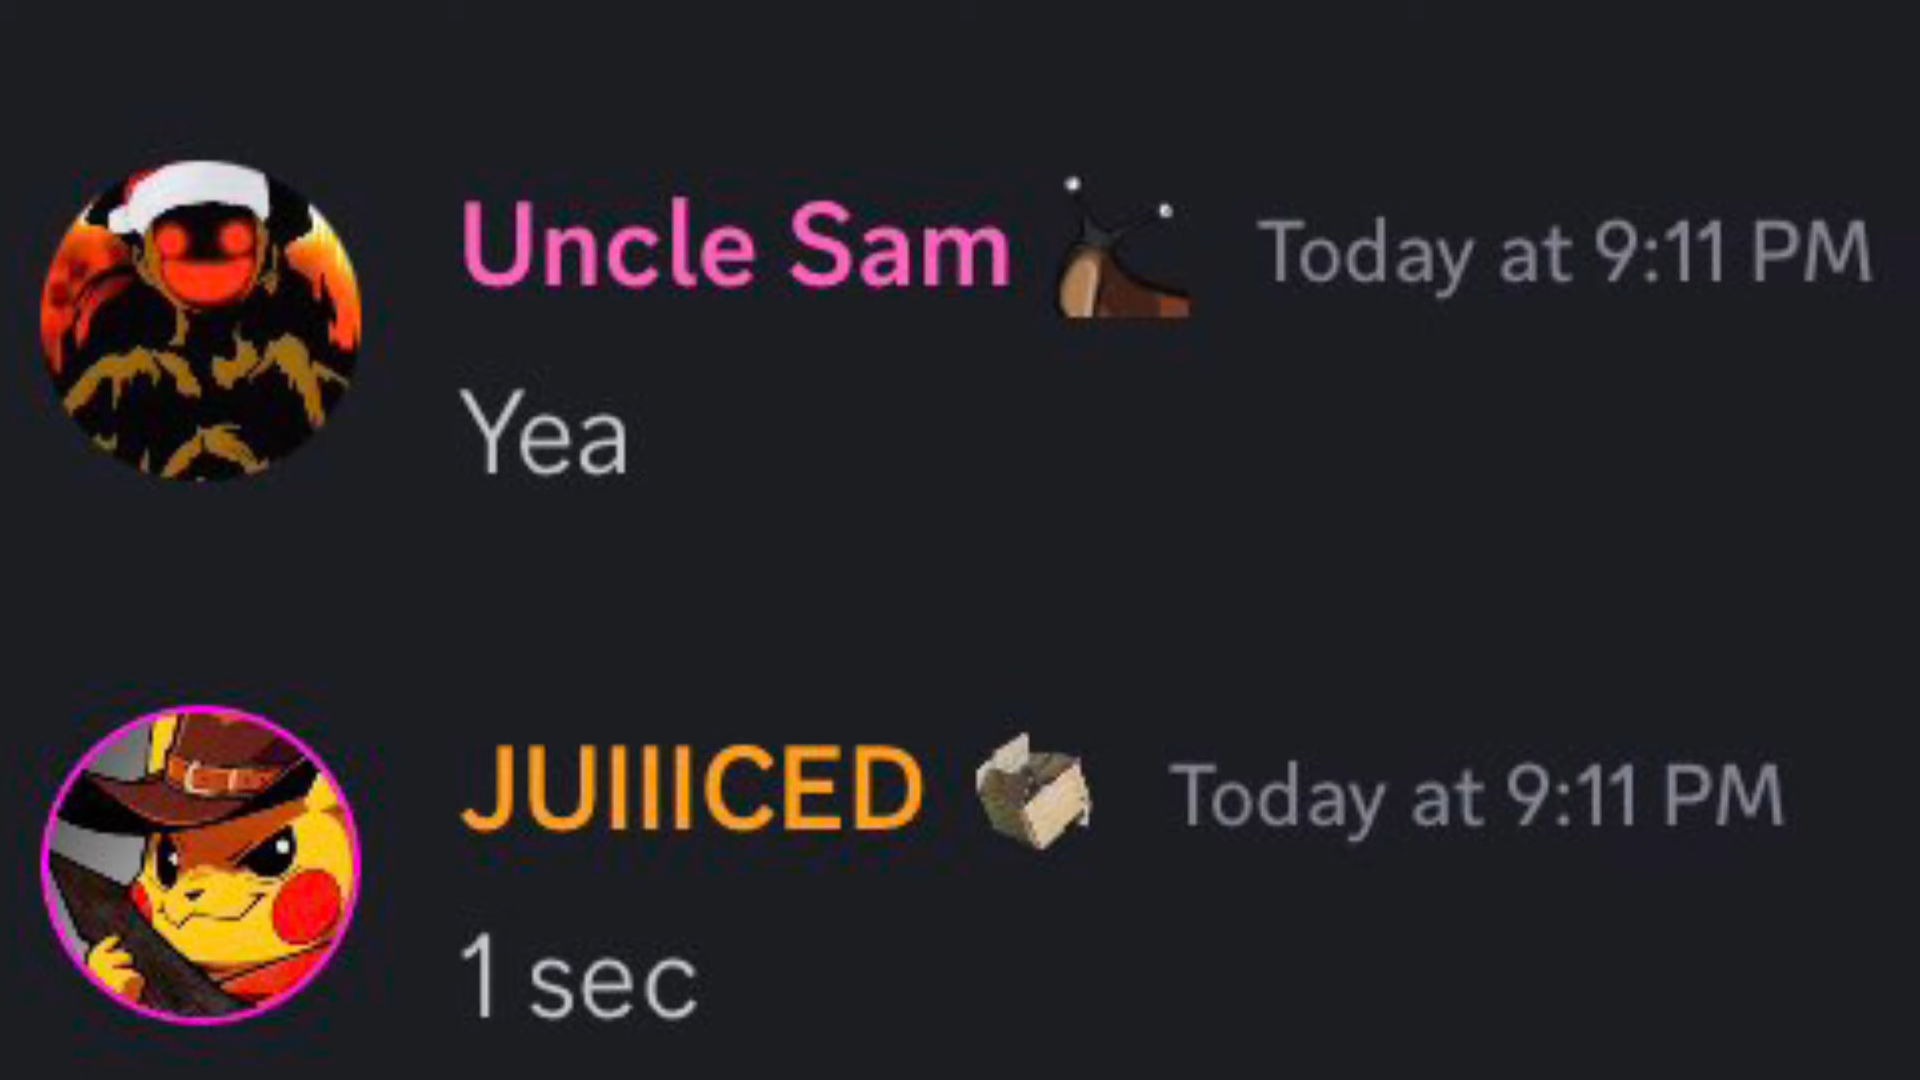 Uncle Sam Today at 9:11 PM
Yea
JUIIICED Today at 9:11 PM
1 sec